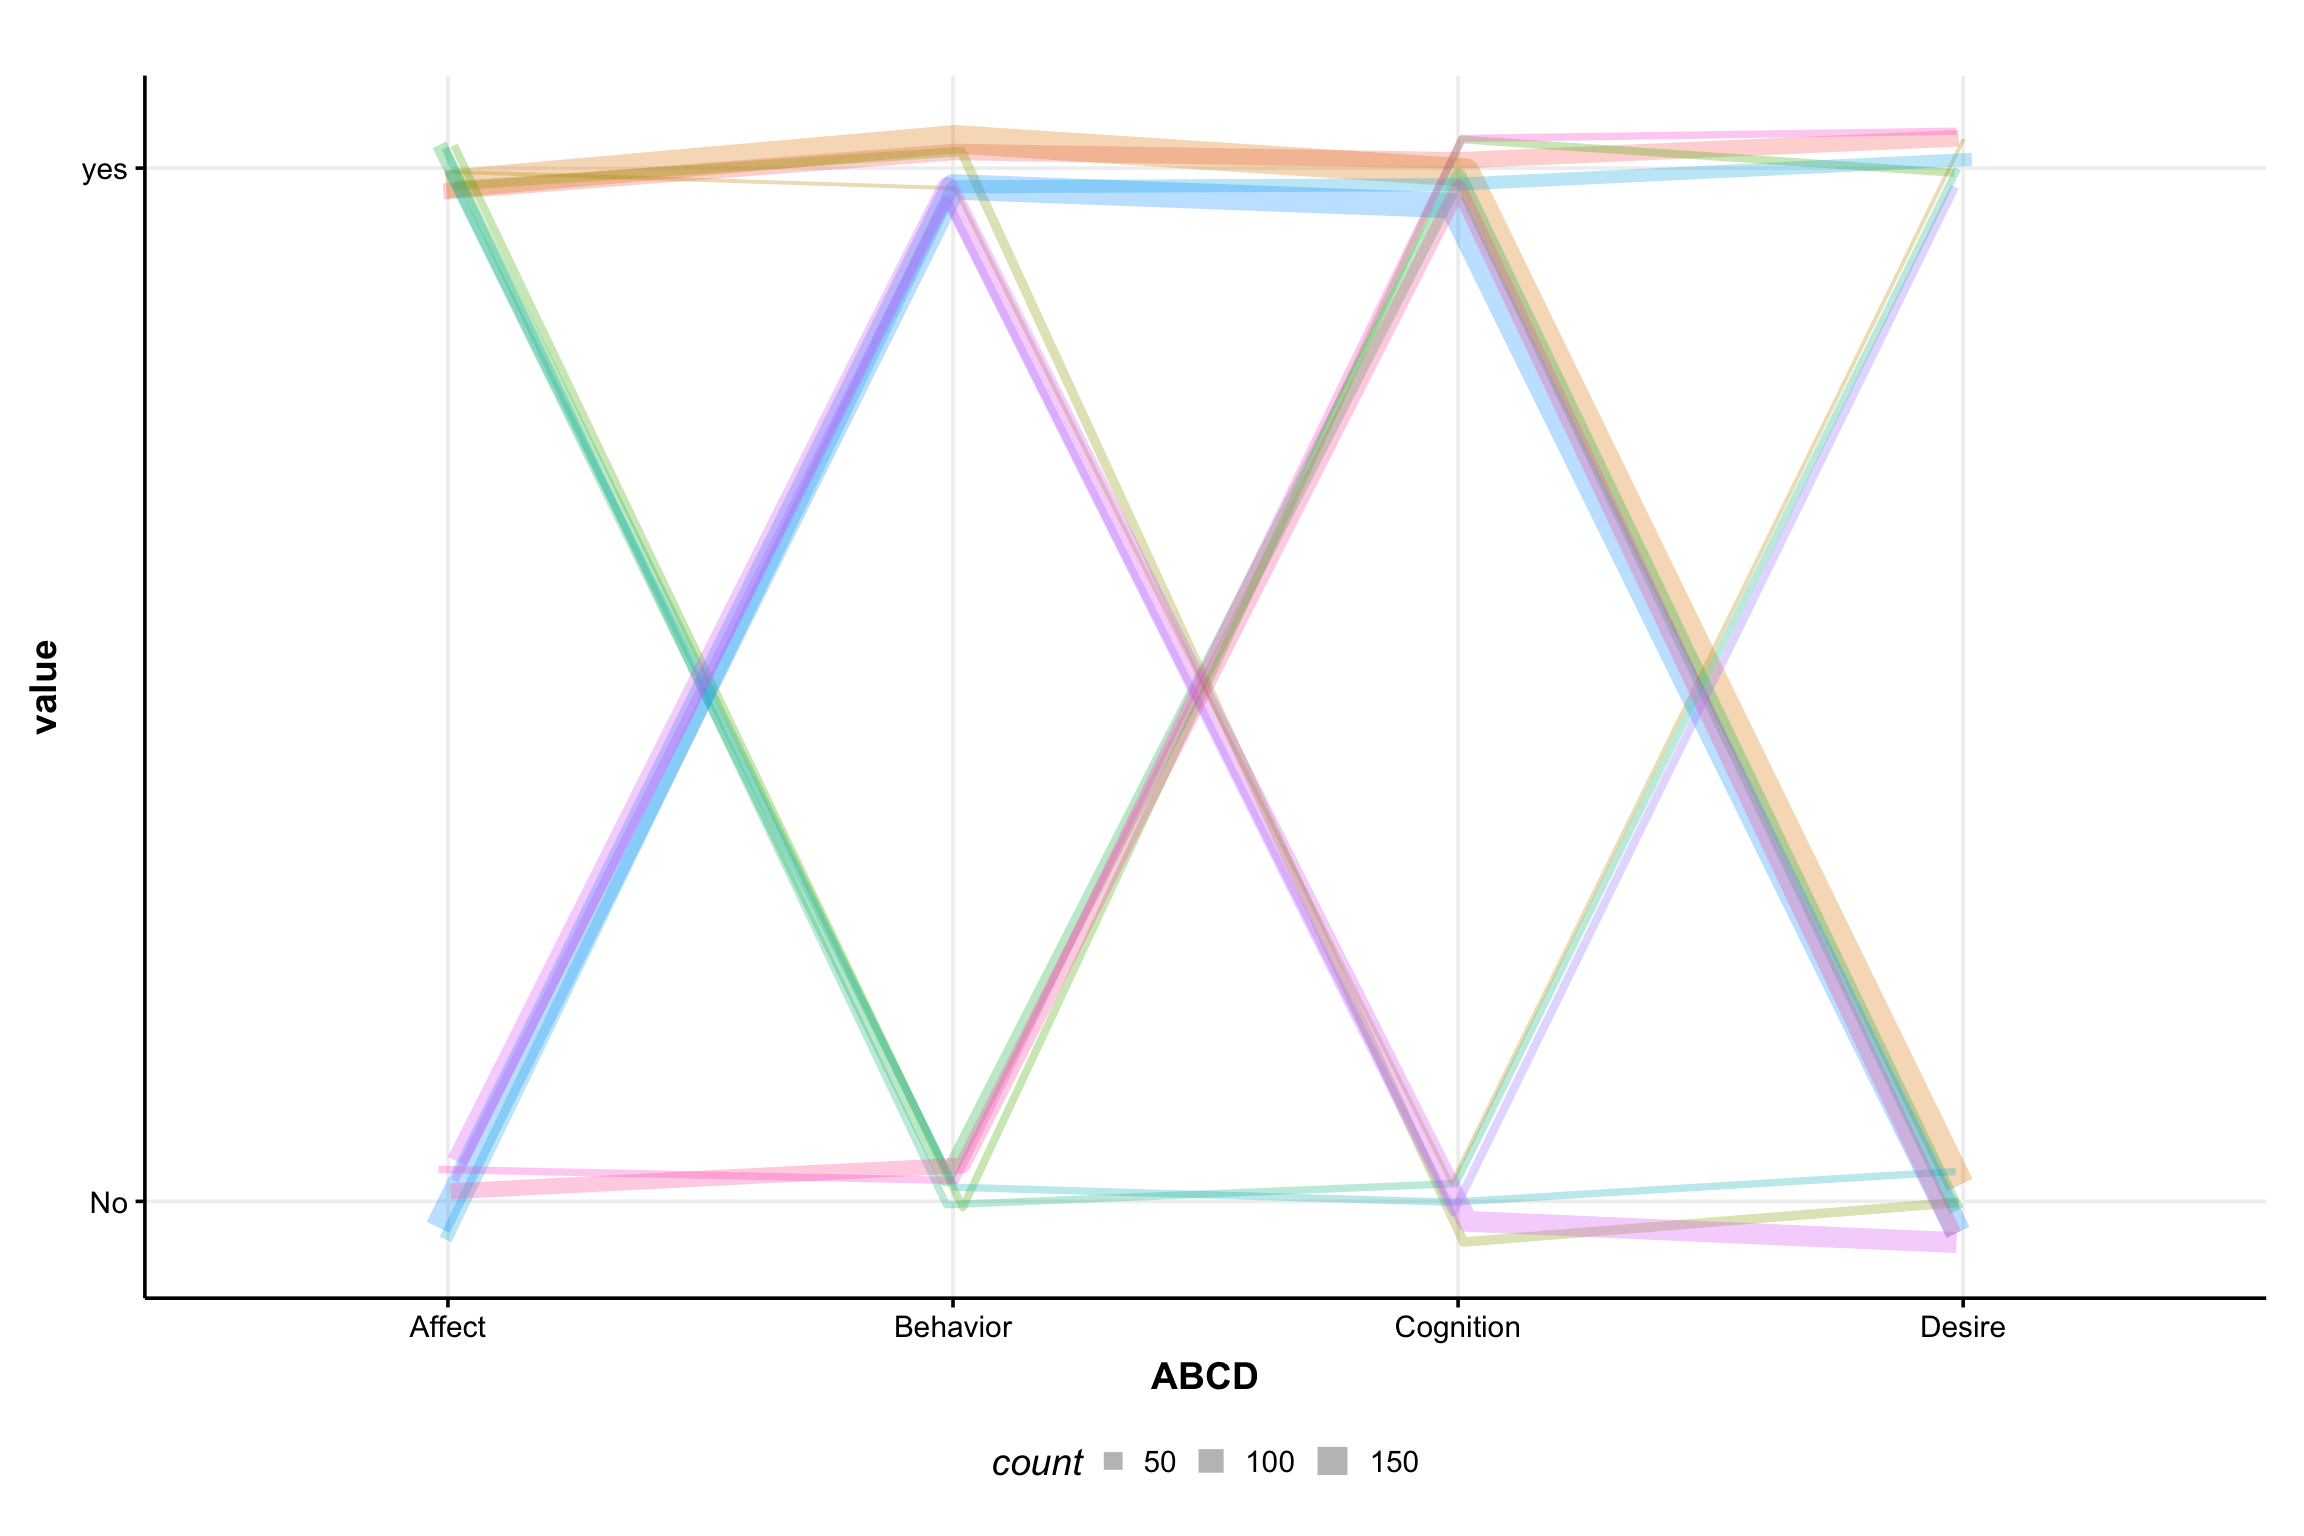 value
yes
No
Affect Behavior Cognition Desire
ABCD
count 50 100 150